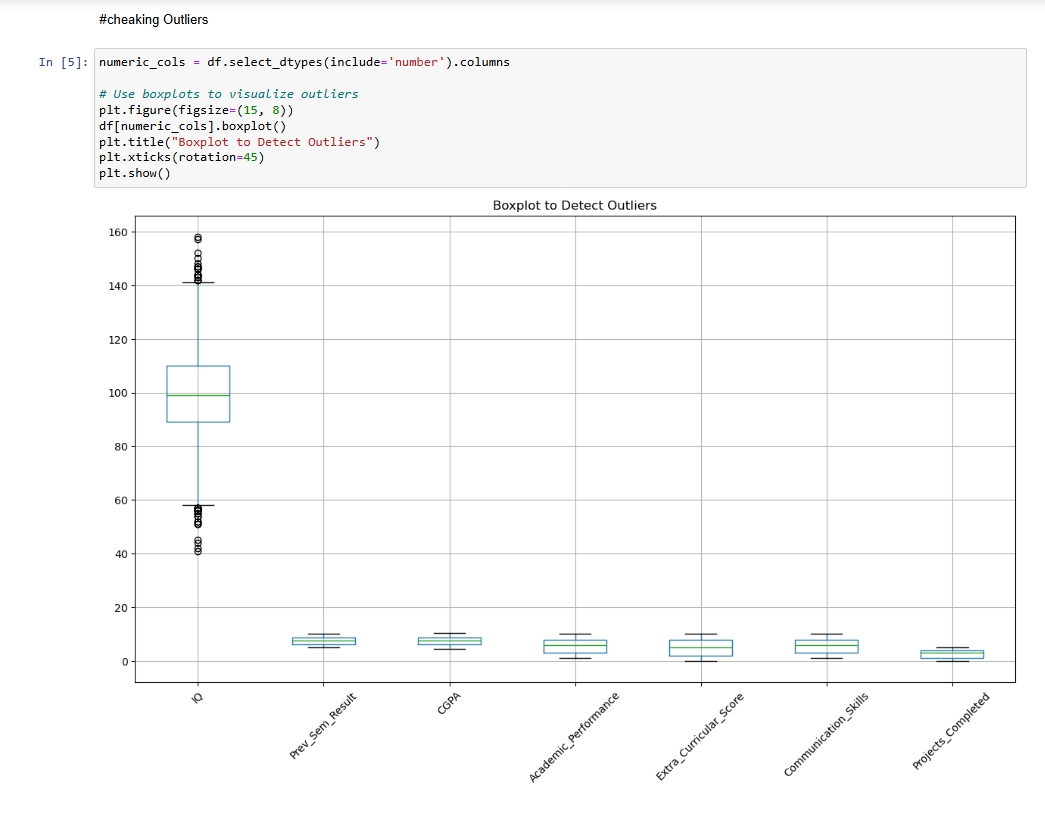 #cheaking Outliers
In [5]: numeric_cols = df.select_dtypes(include='number').columns
# Use boxplots to visualize outliers
plt.figure(figsize=(15, 8))
df[numeric_cols].boxplot()
plt.title("Boxplot to Detect Outliers")
plt.xticks(rotation=45)
plt.show()
Boxplot to Detect Outliers
160
140
120
100
80
60
40
20
0
IQ
Prev_Sem_Result
CGPA
Academic_Performance
Extra_Curricular_Score
Communication_Skills
Projects_Completed